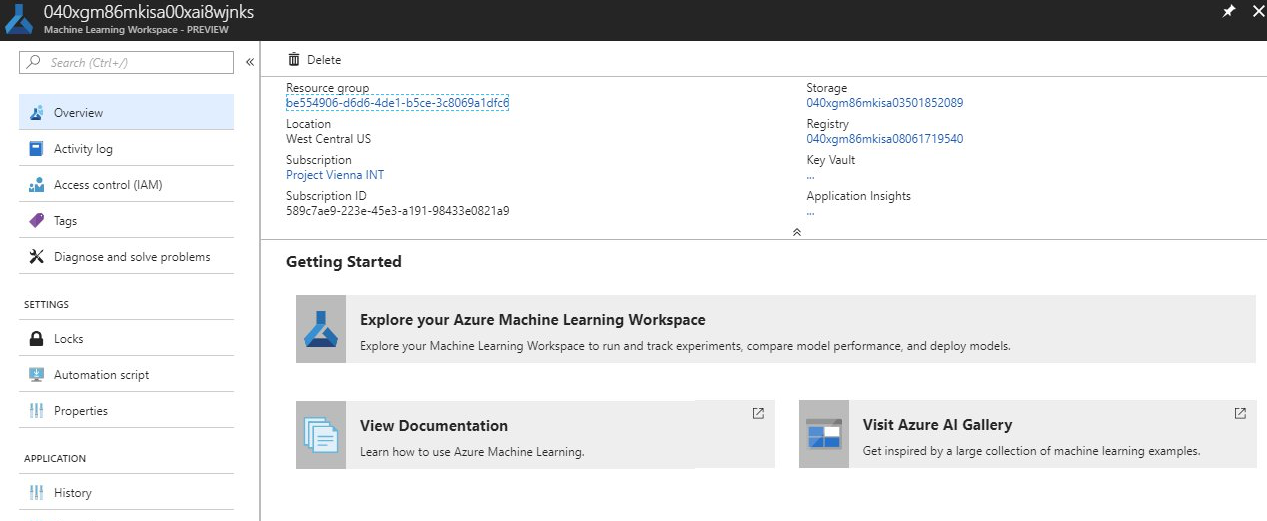 040xgm86mkisa00xai8wjnks
Machine Learning Workspace - PREVIEW
Search (Ctrl+/)
Overview
Activity log
Access control (IAM)
Tags
Diagnose and solve problems
SETTINGS
Locks
Automation script
Properties
APPLICATION
History
Delete
Resource group
be554906-d6d6-4de1-b5ce-3c8069a1dfc6
Location
West Central US
Subscription
Project Vienna INT
Subscription ID
589c7ae9-223e-45e3-a191-98433e0821a9
Storage
040xgm86mkisa03501852089
Registry
040xgm86mkisa08061719540
Key Vault
...
Application Insights
...
Getting Started
Explore your Azure Machine Learning Workspace
Explore your Machine Learning Workspace to run and track experiments, compare model performance, and deploy models.
View Documentation
Learn how to use Azure Machine Learning.
Visit Azure AI Gallery
Get inspired by a large collection of machine learning examples.